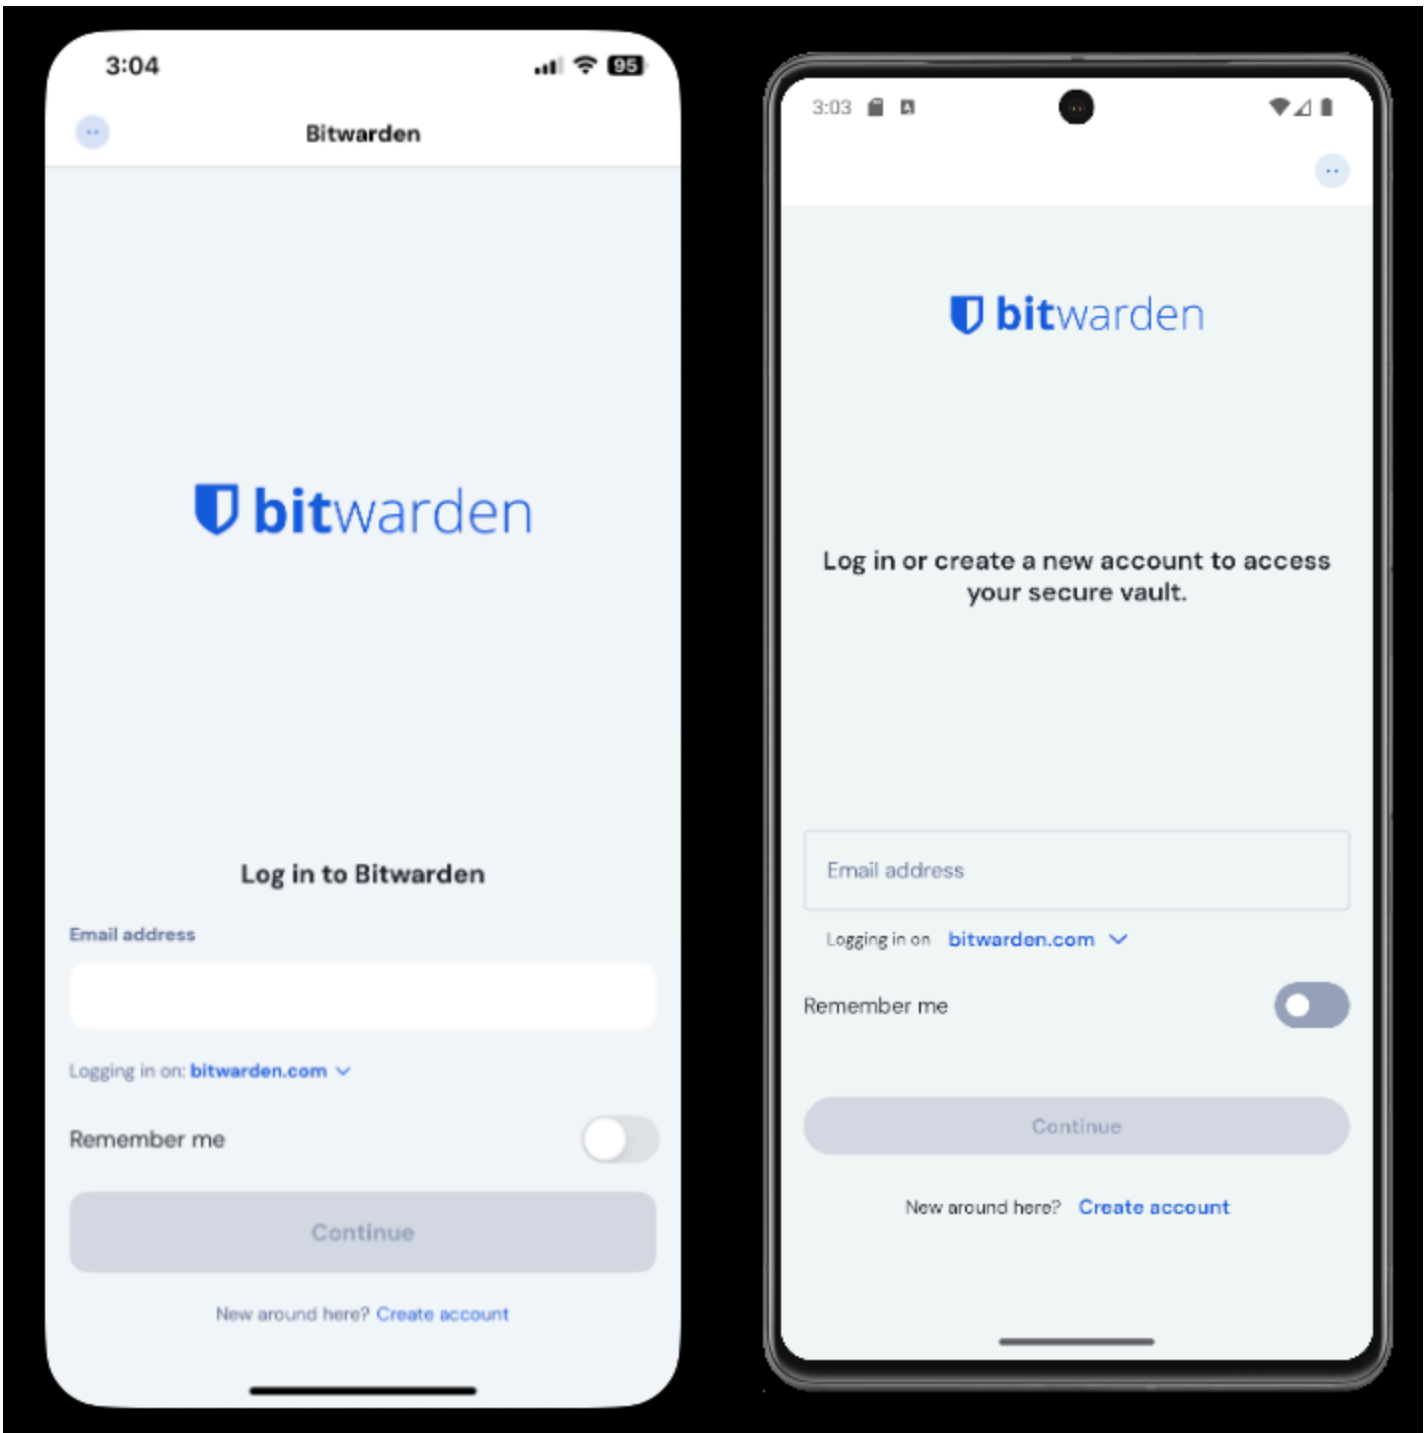 3:04
95
Bitwarden
bitwarden
Log in to Bitwarden
Email address
Logging in on: bitwarden.com
Remember me
Continue
New around here? Create account
3:03
bitwarden
Log in or create a new account to access
your secure vault.
Email address
Logging in on bitwarden.com
Remember me
Continue
New around here? Create account